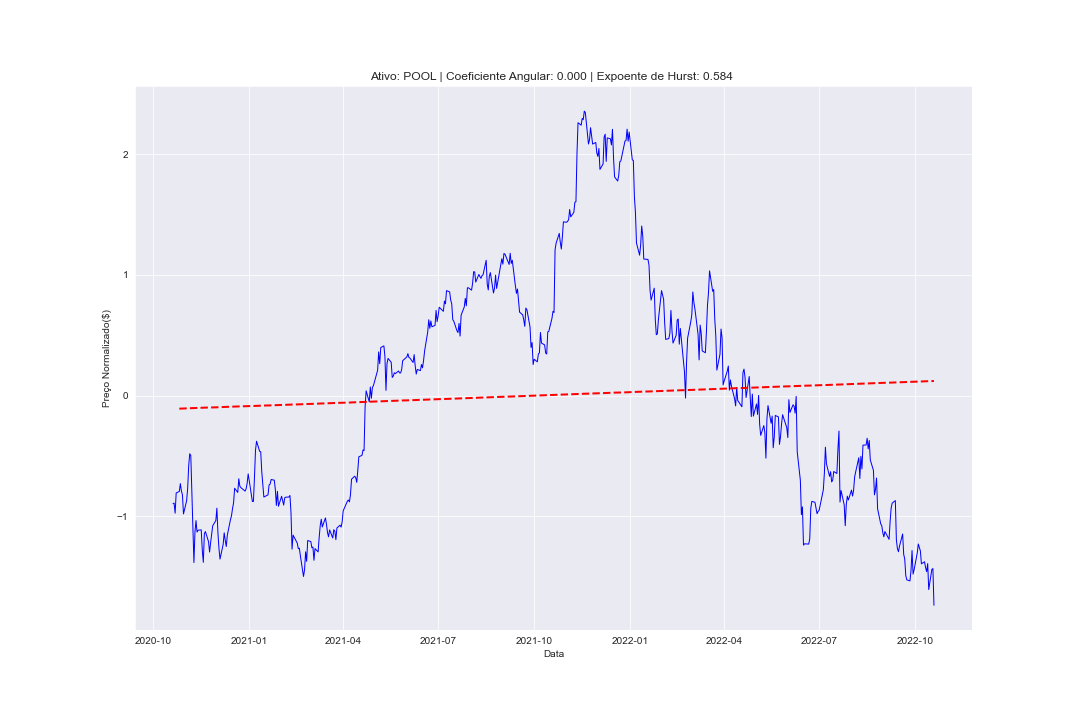 Ativo: POOL | Coeficiente Angular: 0.000 | Expoente de Hurst: 0.584
2
1
0
−1
Preço Normalizado($)
2020-10 2021-01 2021-04 2021-07 2021-10 2022-01 2022-04 2022-07 2022-10
Data